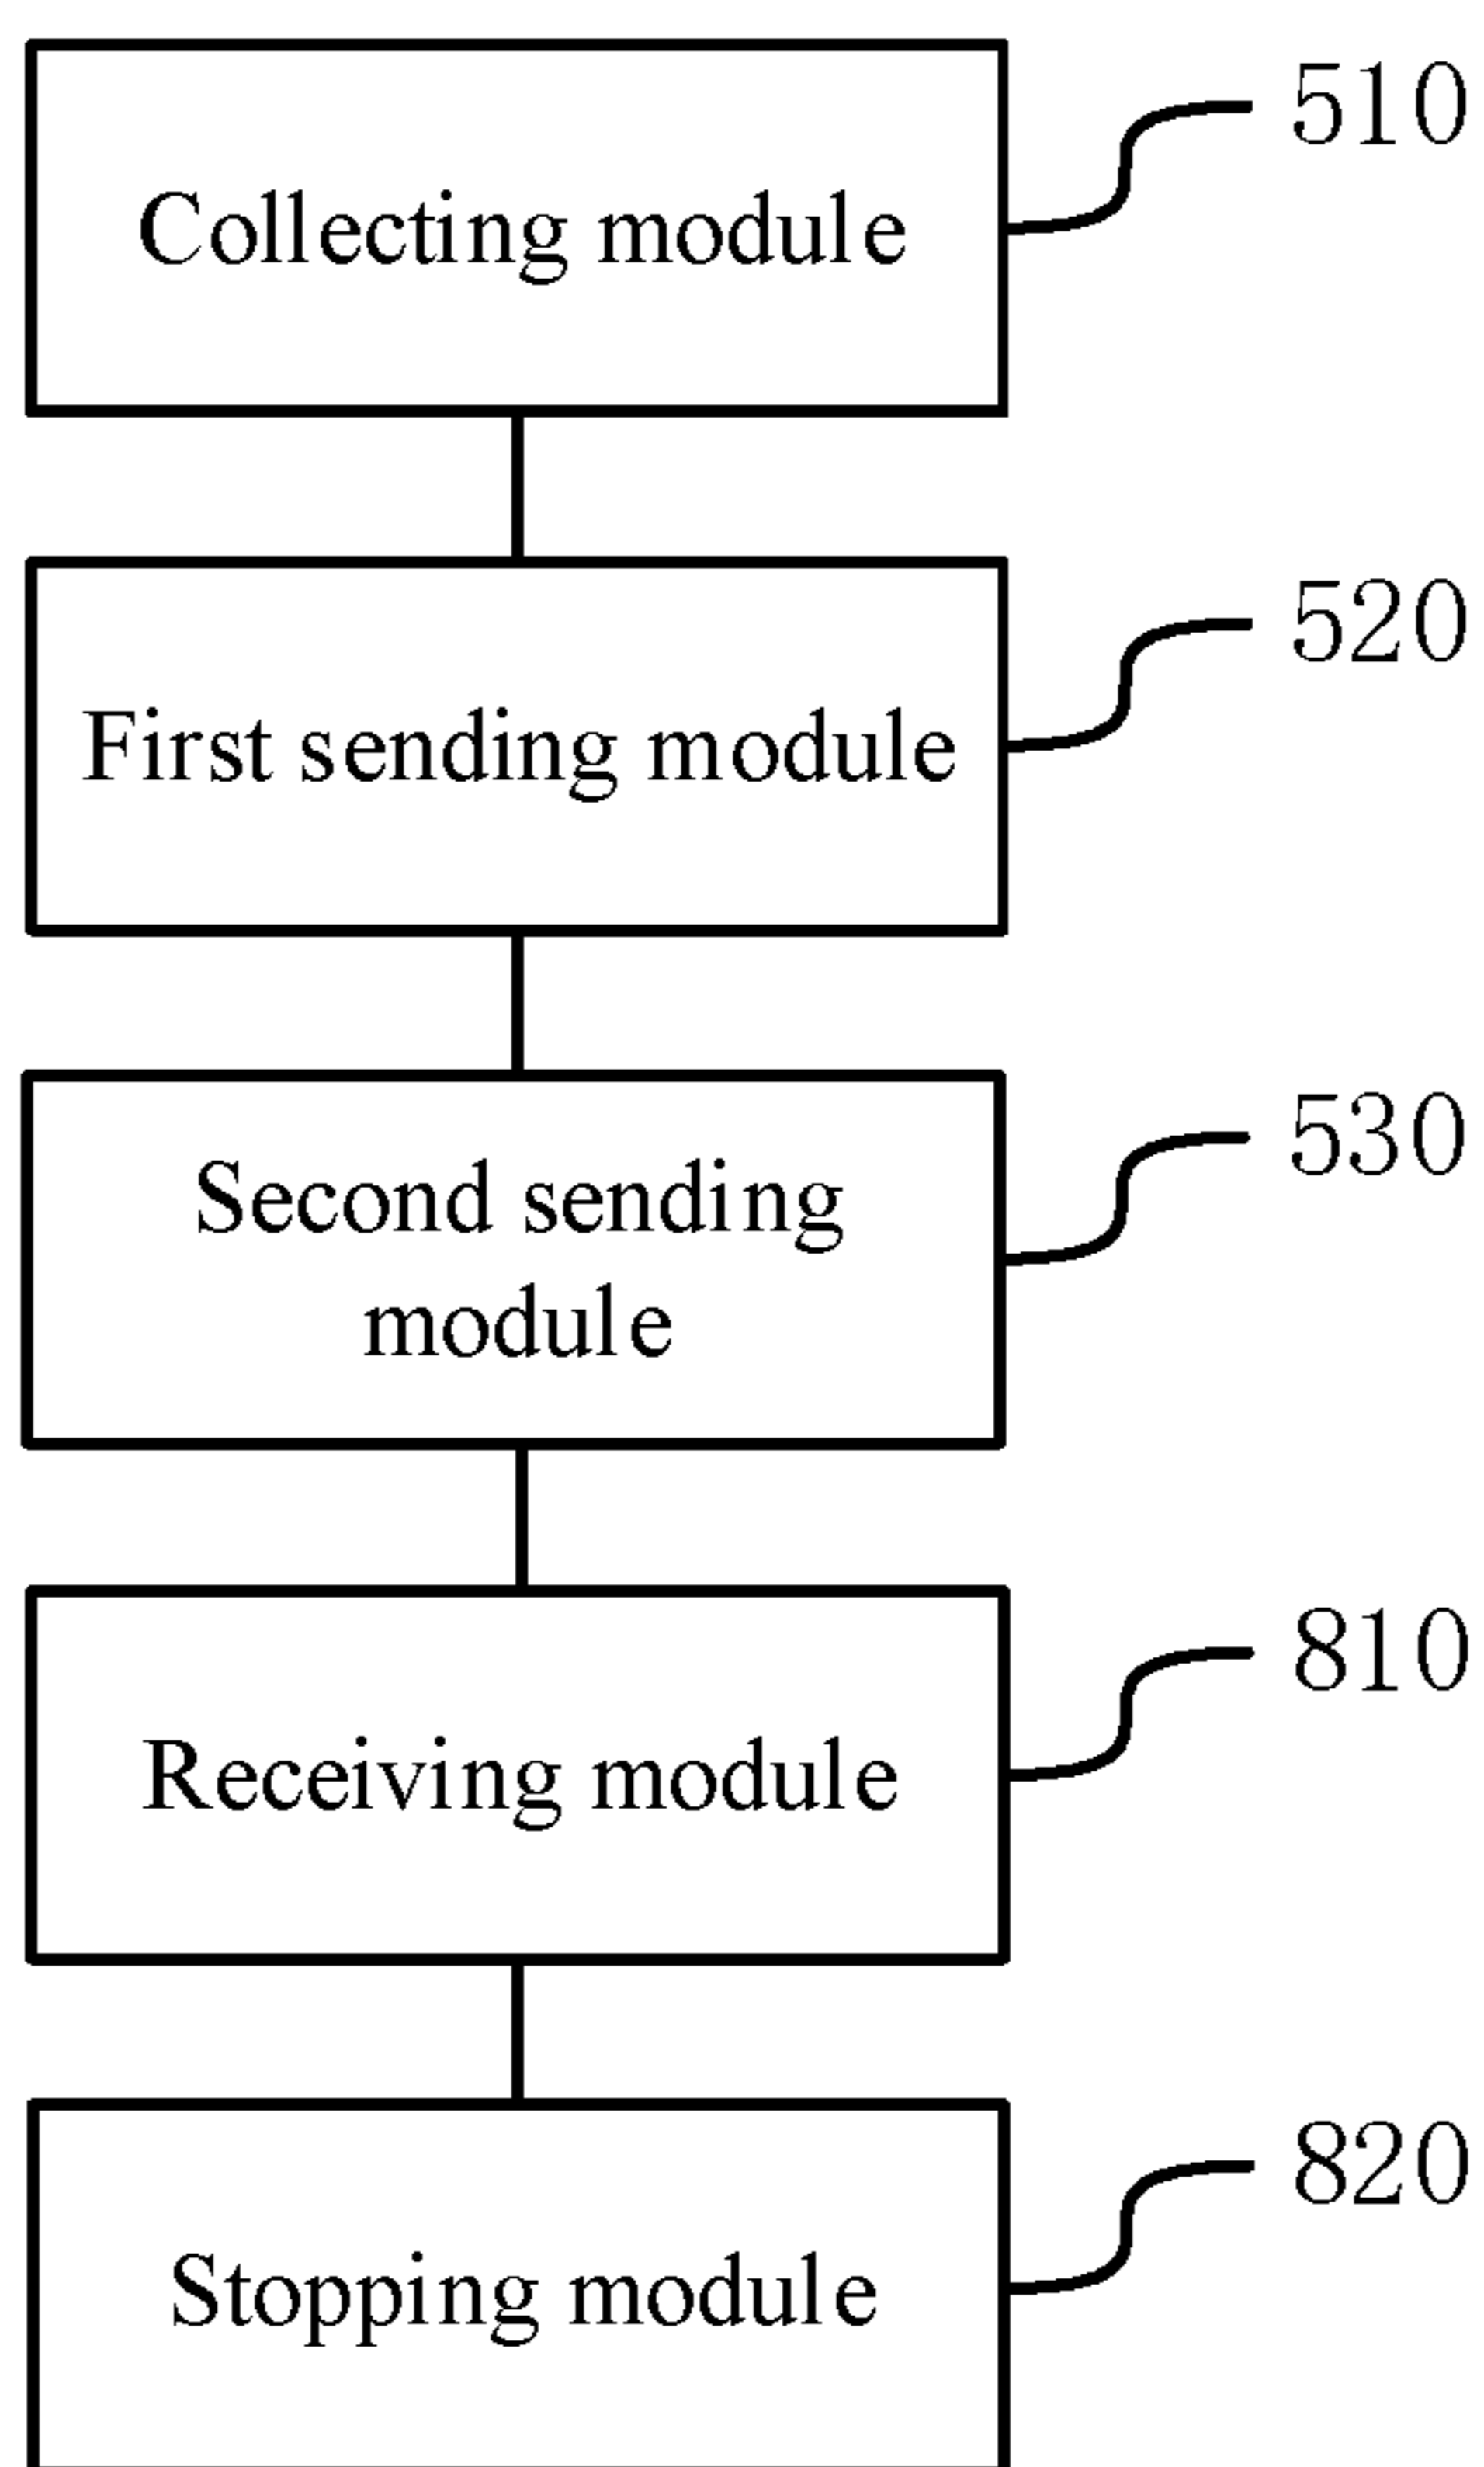 Collecting module
510
First sending module
520
Second sending
module
530
Receiving module
810
Stopping module
820